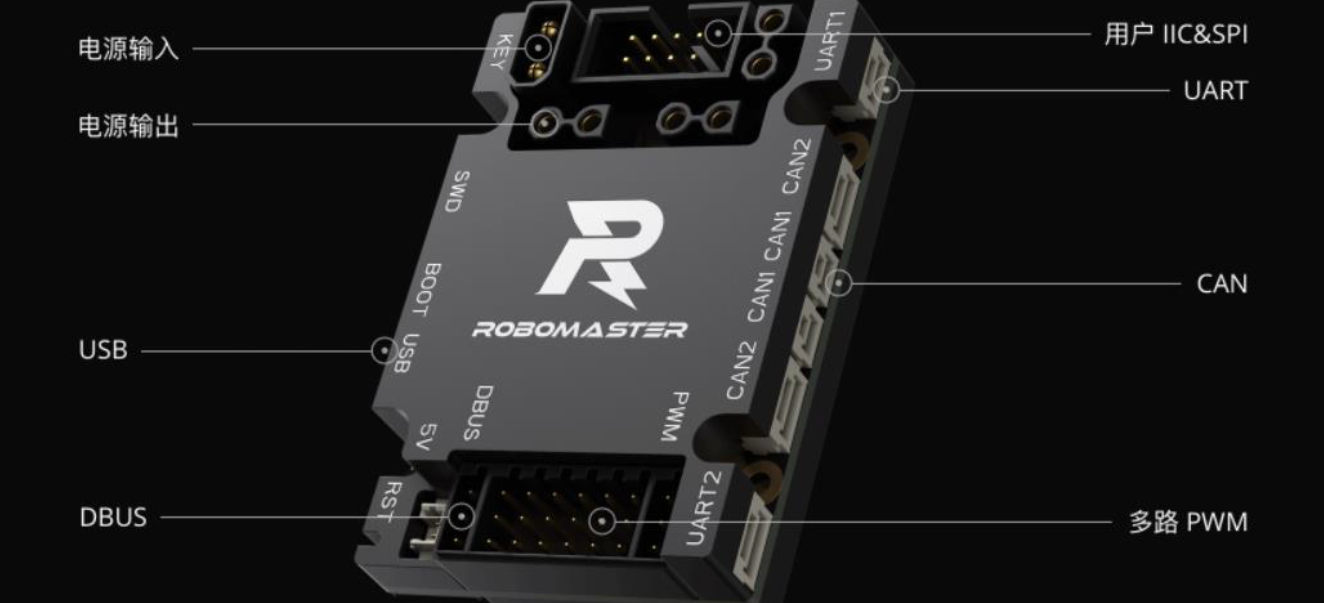 电源输入
用户 IIC&SPI
UART
电源输出
CAN
USB
DBUS
多路 PWM
KEY
UART1
SWD
CAN2
CAN1
BOOT
CAN1
USB
CAN2
ROBOMASTER
DBUS
PWM
5V
RST
UART2